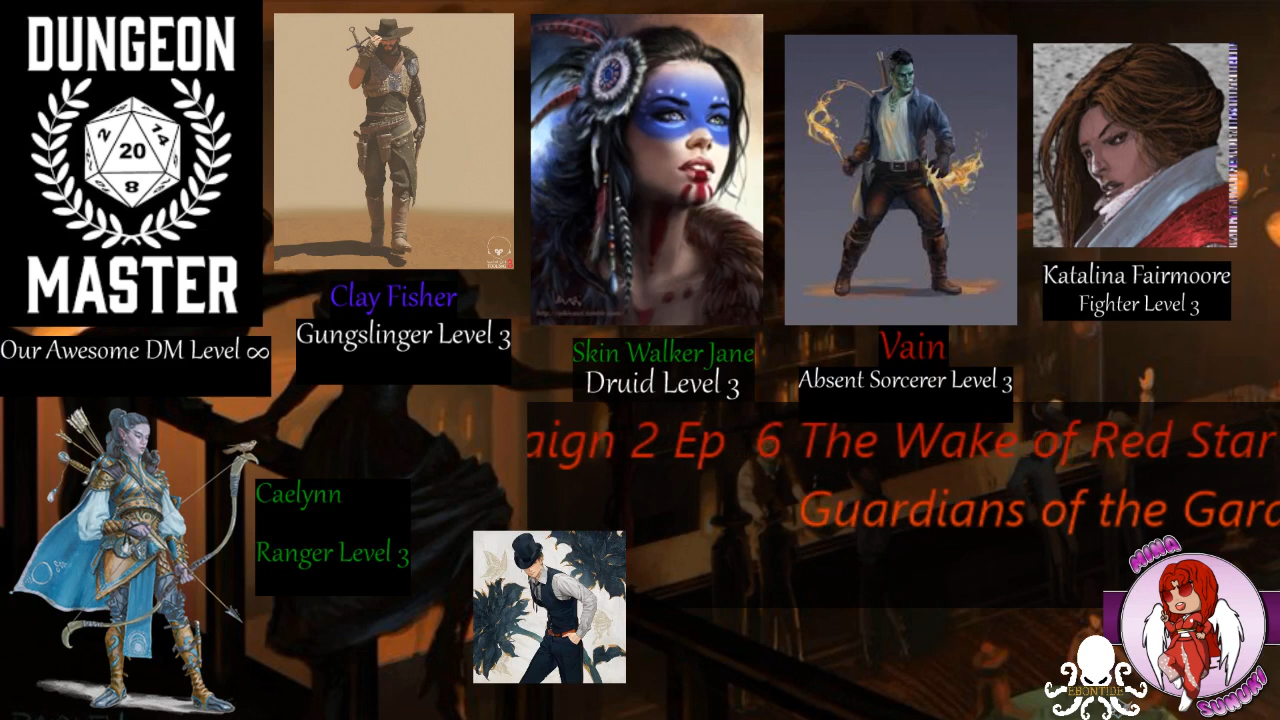 DUNGEON
2
14
20
8
MASTER
Our Awesome DM Level ∞
Clay Fisher
Gungslinger Level 3
Skin Walker Jane
Druid Level 3
Vain
Absent Sorcerer Level 3
Katalina Fairmoore
Fighter Level 3
Caelynn
Ranger Level 3
aign 2 Ep 6 The Wake of Red Star
Guardians of the Gard
MINA
SUNUKI
EBONTIDE